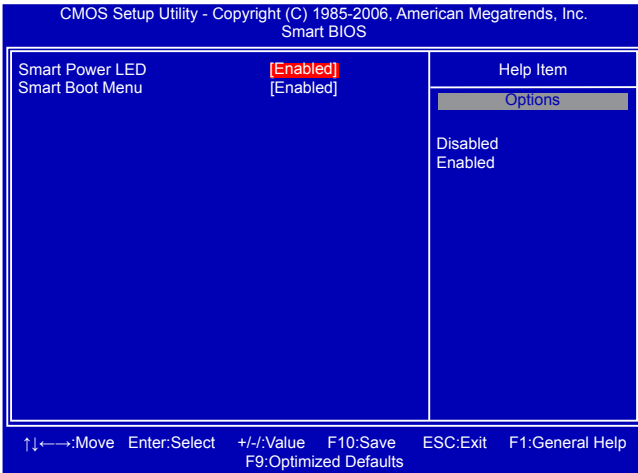 CMOS Setup Utility - Copyright (C) 1985-2006, American Megatrends, Inc.
Smart BIOS
Smart Power LED [Enabled]
Smart Boot Menu [Enabled]
Help Item
Options
Disabled
Enabled
↑↓←→:Move Enter:Select +/-/:Value F10:Save ESC:Exit F1:General Help
F9:Optimized Defaults